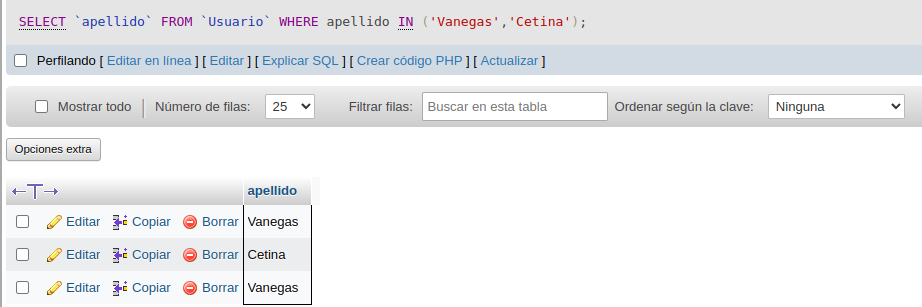 SELECT `apellido` FROM `Usuario` WHERE apellido IN ('Vanegas','Cetina');
Perfilando [ Editar en línea ] [ Editar ] [ Explicar SQL ] [ Crear código PHP ] [ Actualizar ]
Mostrar todo Número de filas: 25 Filtrar filas: Buscar en esta tabla Ordenar según la clave: Ninguna
Opciones extra
←T→ apellido
Editar Copiar Borrar Vanegas
Editar Copiar Borrar Cetina
Editar Copiar Borrar Vanegas